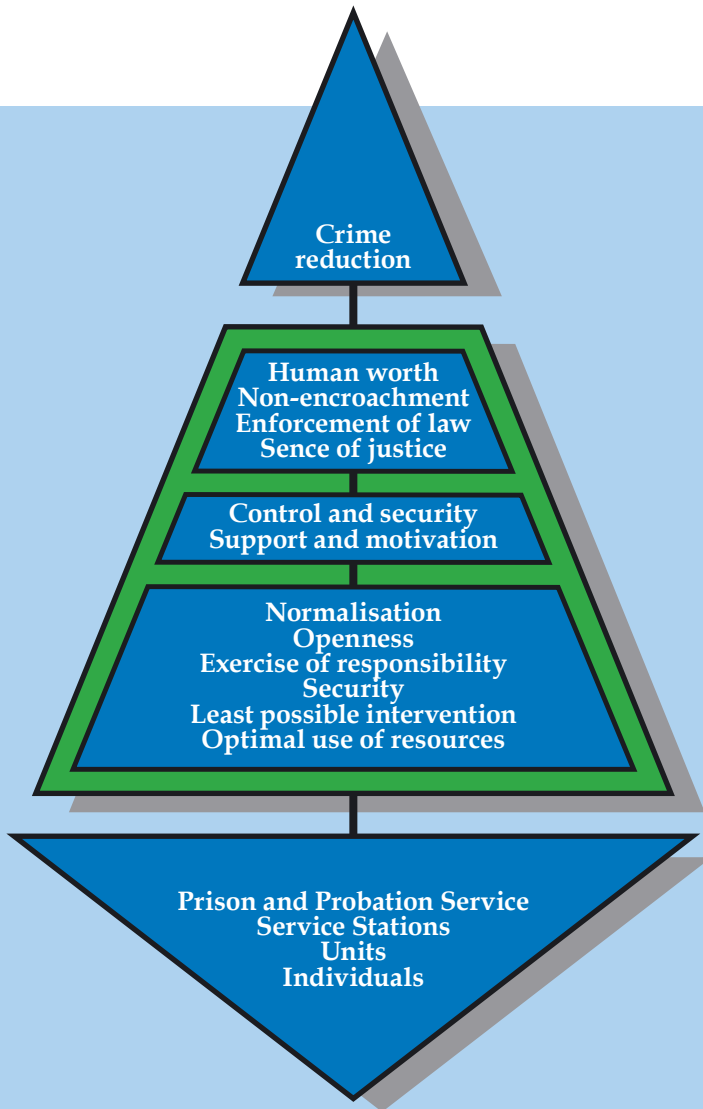 Crime
reduction
Human worth
Non-encroachment
Enforcement of law
Sence of justice
Control and security
Support and motivation
Normalisation
Openness
Exercise of responsibility
Security
Least possible intervention
Optimal use of resources
Prison and Probation Service
Service Stations
Units
Individuals